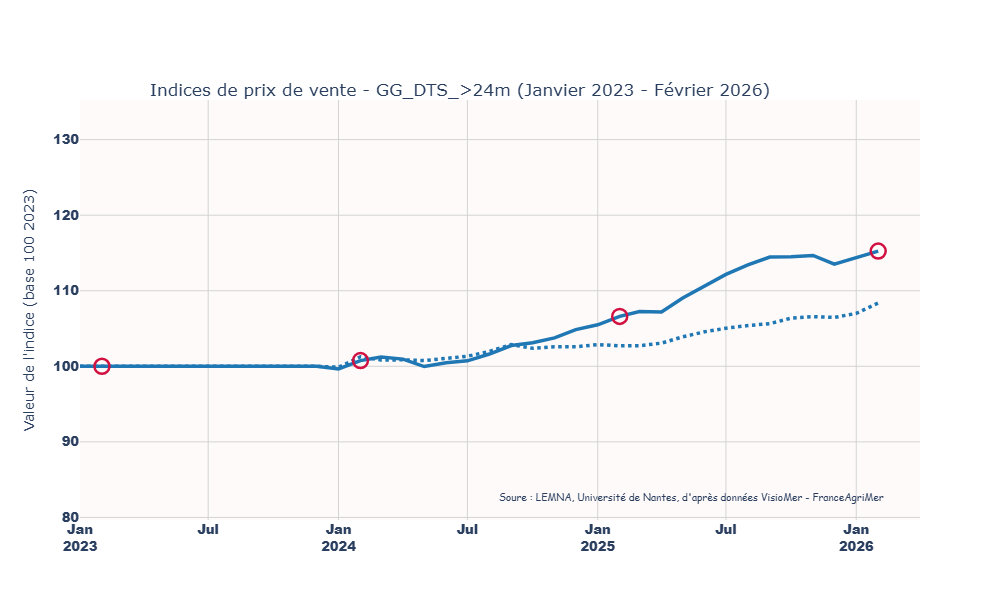 Indices de prix de vente - GG_DTS_>24m (Janvier 2023 - Février 2026)
Valeur de l'indice (base 100 2023)
130
120
110
100
90
80
Soure : LEMNA, Université de Nantes, d'après données VisioMer - FranceAgriMer
Jan
2023
Jul
Jan
2024
Jul
Jan
2025
Jul
Jan
2026